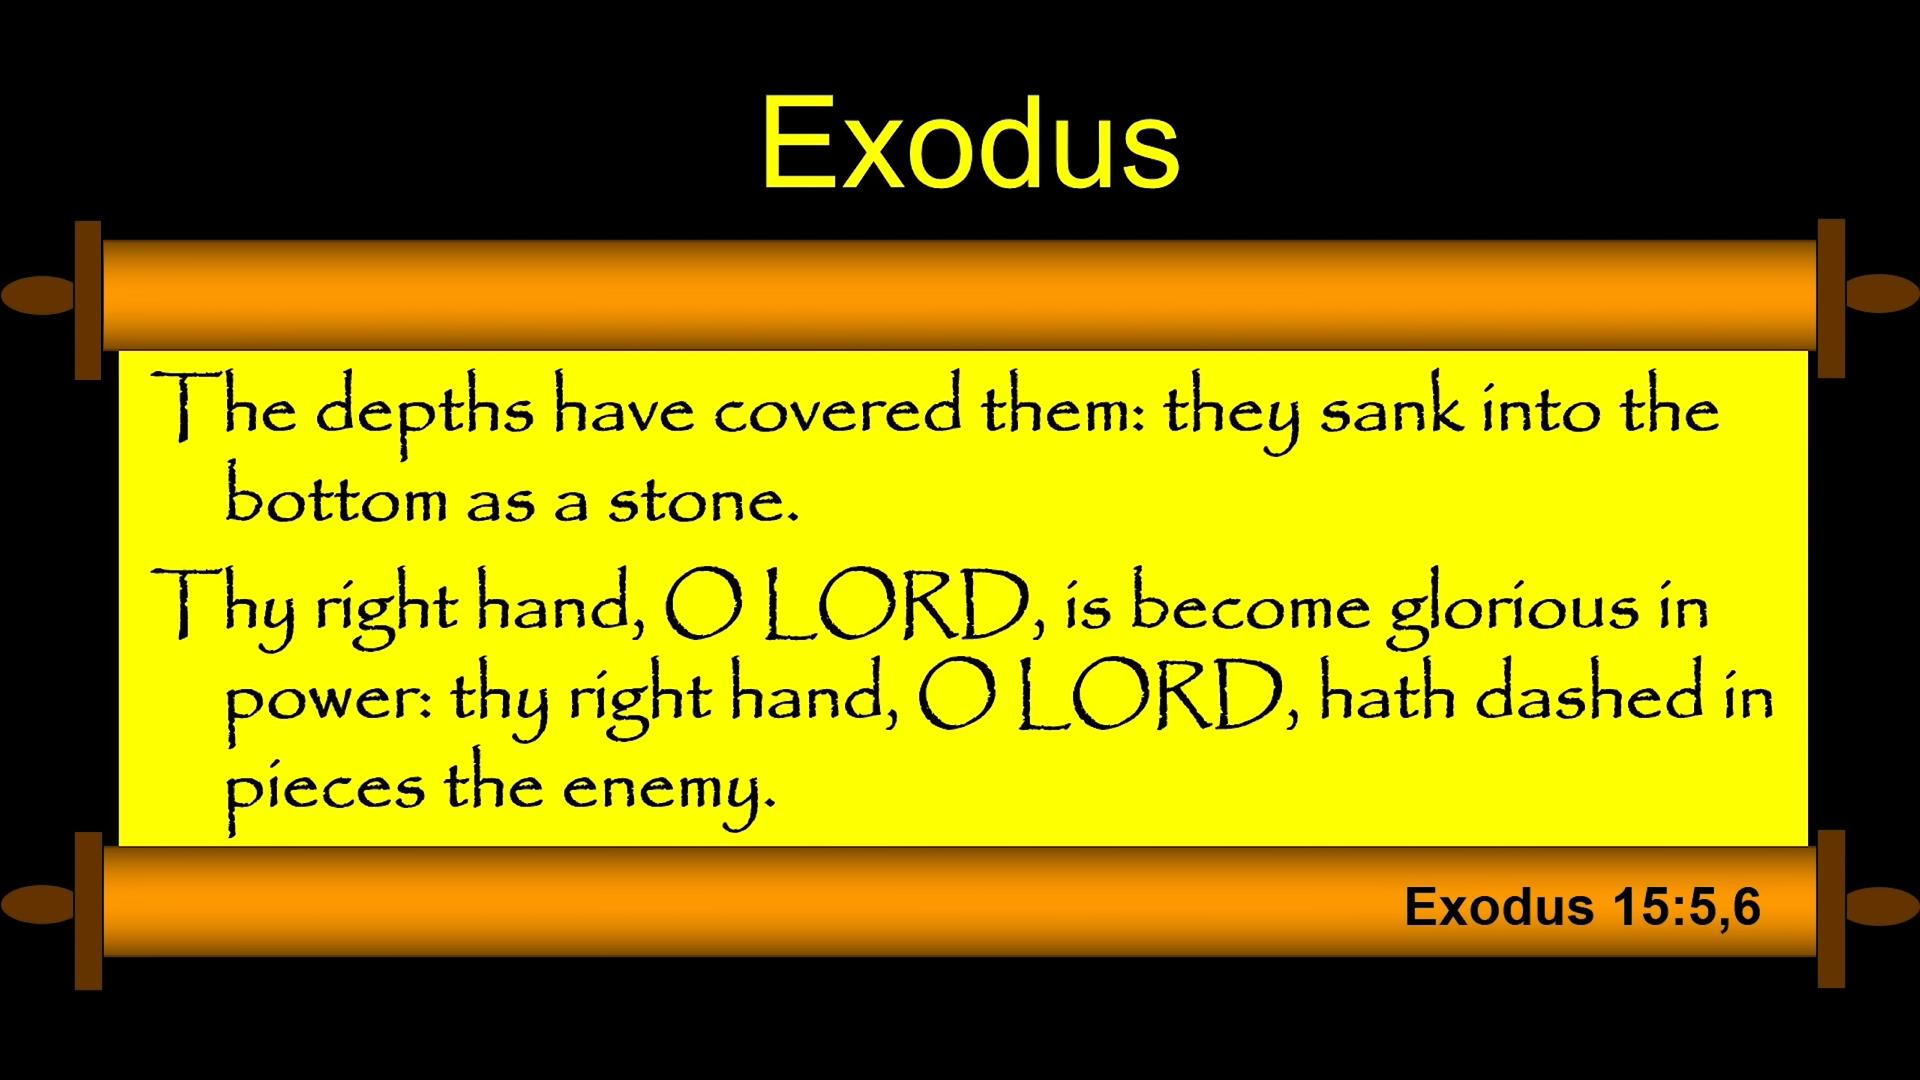 Exodus
The depths have covered them: they sank into the
bottom as a stone.
Thy right hand, O LORD, is become glorious in
power: thy right hand, O LORD, hath dashed in
pieces the enemy.
Exodus 15:5,6